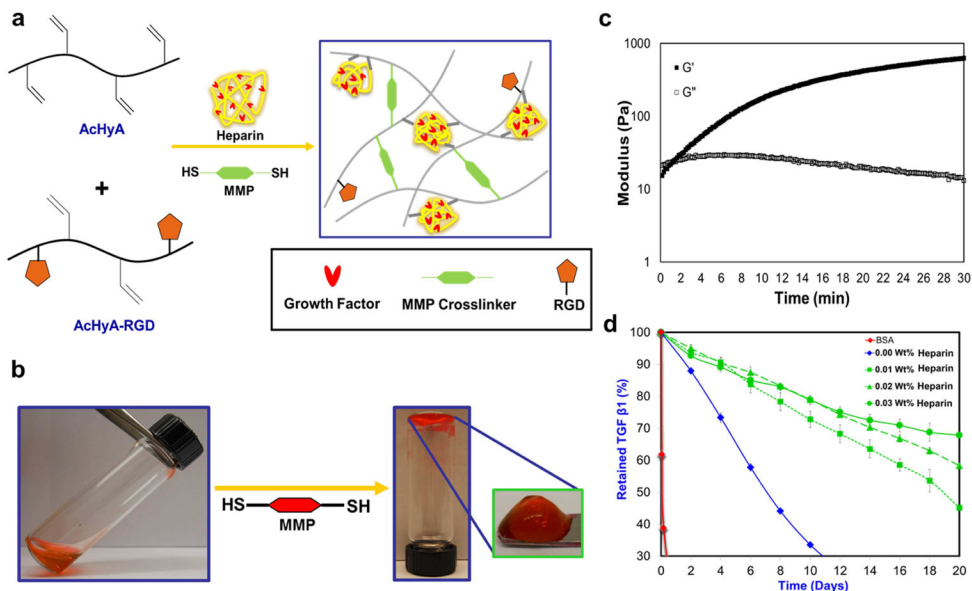 a
AcHyA
+
AcHyA-RGD
Heparin
HS
SH
MMP
Growth Factor
MMP Crosslinker
RGD
b
HS
SH
MMP
c
Modulus (Pa)
1000
100
10
1
G'
G"
0 2 4 6 8 10 12 14 16 18 20 22 24 26 28 30
Time (min)
d
Retained TGF β1 (%)
100
90
80
70
60
50
40
30
BSA
0.00 Wt% Heparin
0.01 Wt% Heparin
0.02 Wt% Heparin
0.03 Wt% Heparin
0 2 4 6 8 10 12 14 16 18 20
Time (Days)